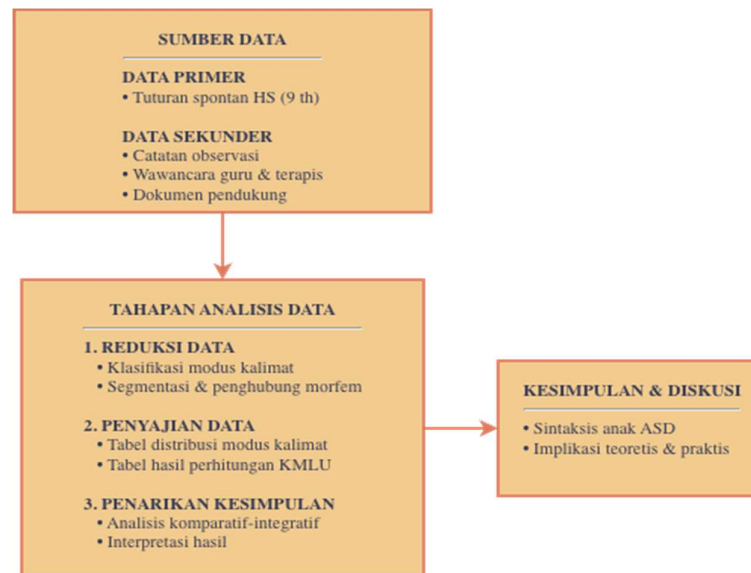 SUMBER DATA
DATA PRIMER
• Tuturan spontan HS (9 th)
DATA SEKUNDER
• Catatan observasi
• Wawancara guru & terapis
• Dokumen pendukung
TAHAPAN ANALISIS DATA
1. REDUKSI DATA
• Klasifikasi modus kalimat
• Segmentasi & penghubung morfem
2. PENYAJIAN DATA
• Tabel distribusi modus kalimat
• Tabel hasil perhitungan KMLU
3. PENARIKAN KESIMPULAN
• Analisis komparatif-integratif
• Interpretasi hasil
KESIMPULAN & DISKUSI
• Sintaksis anak ASD
• Implikasi teoretis & praktis